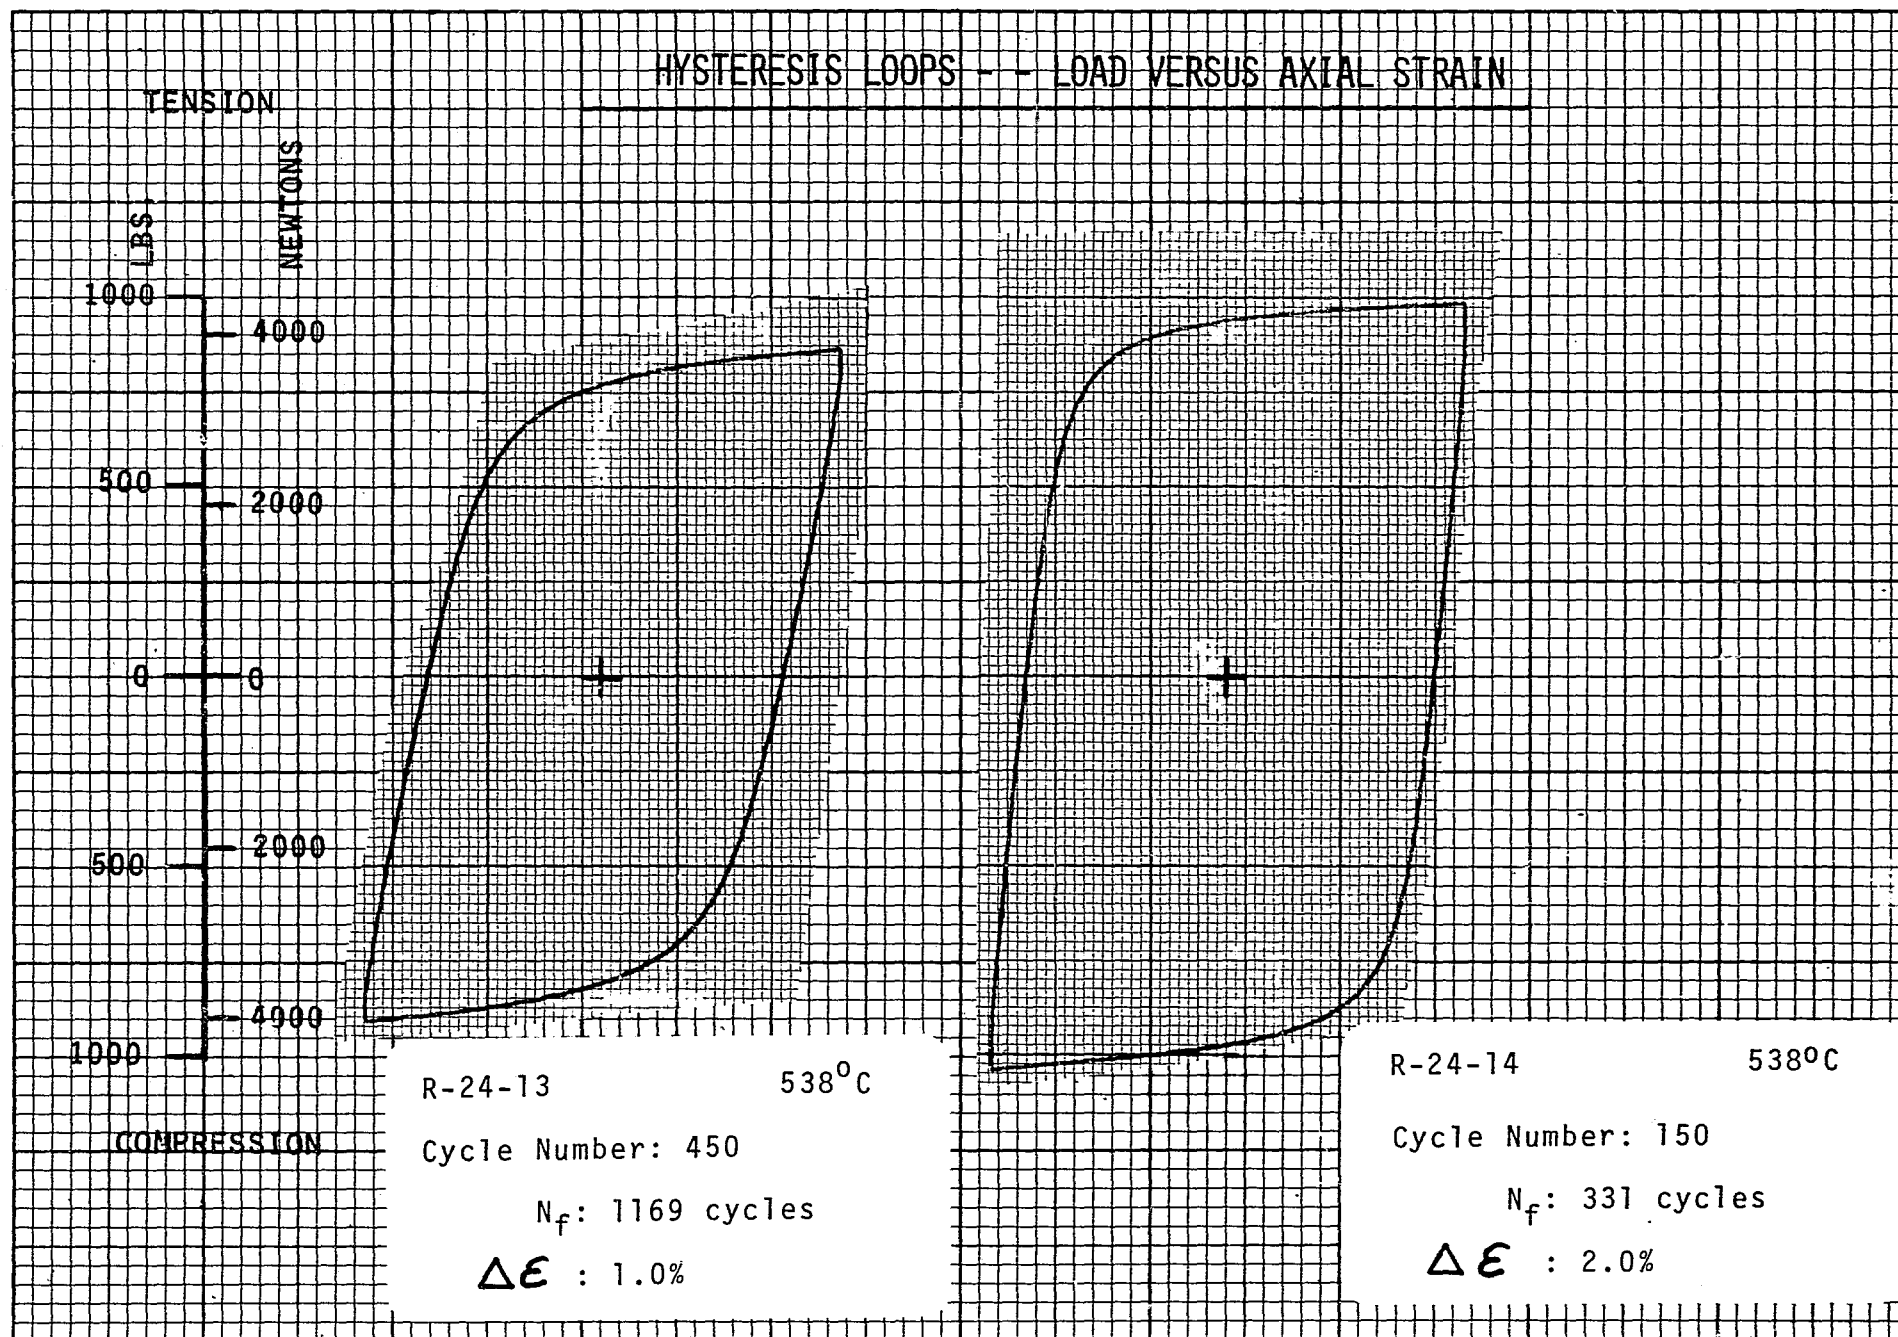 HYSTERESIS LOOPS - - LOAD VERSUS AXIAL STRAIN
TENSION
LBS.
NEWTONS
1000
4000
500
2000
0
0
2000
500
4000
1000
COMPRESSION
R-24-13 538°C
Cycle Number: 450
Nf: 1169 cycles
Δε : 1.0%
R-24-14 538°C
Cycle Number: 150
Nf: 331 cycles
Δε : 2.0%